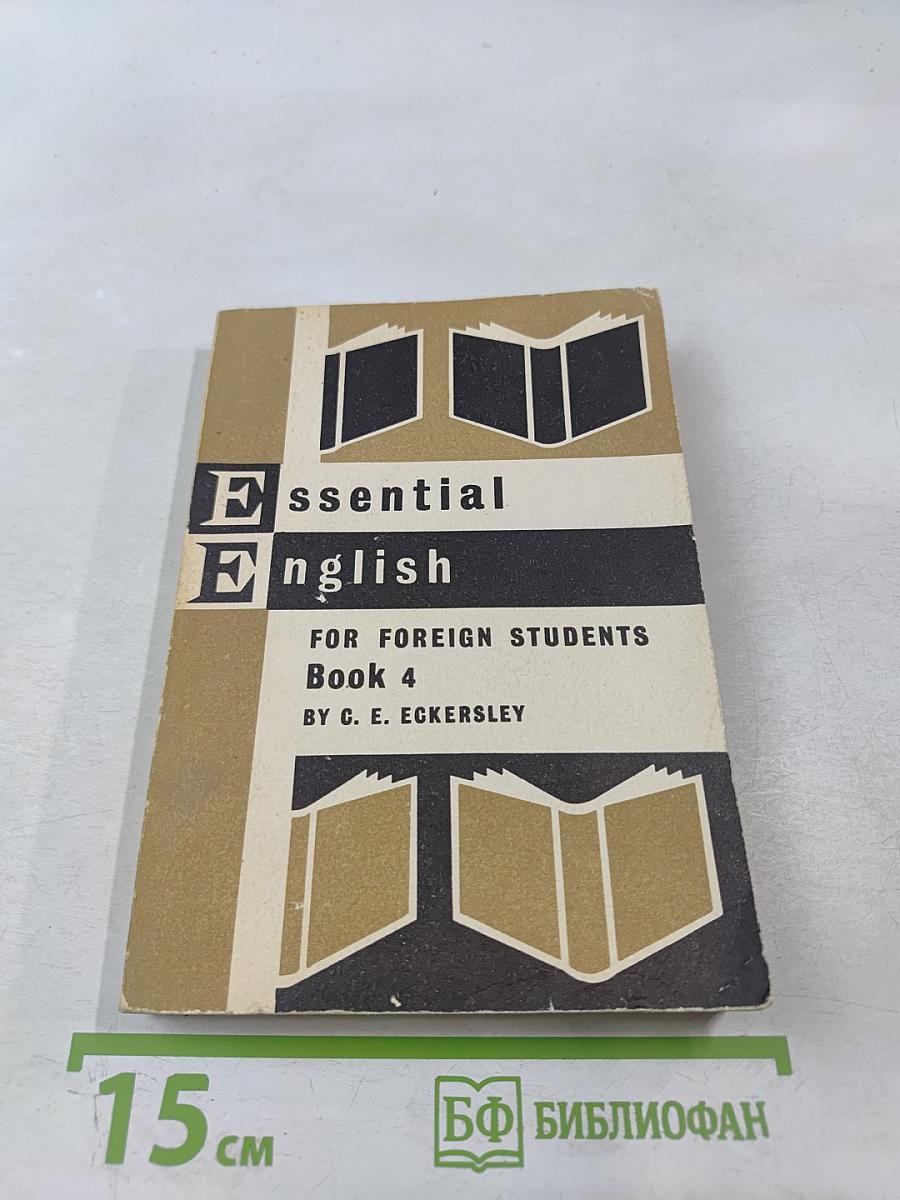 Essential
English
FOR FOREIGN STUDENTS
Book 4
BY C. E. ECKERSLEY
15 см
БФ БИБЛИОФАН